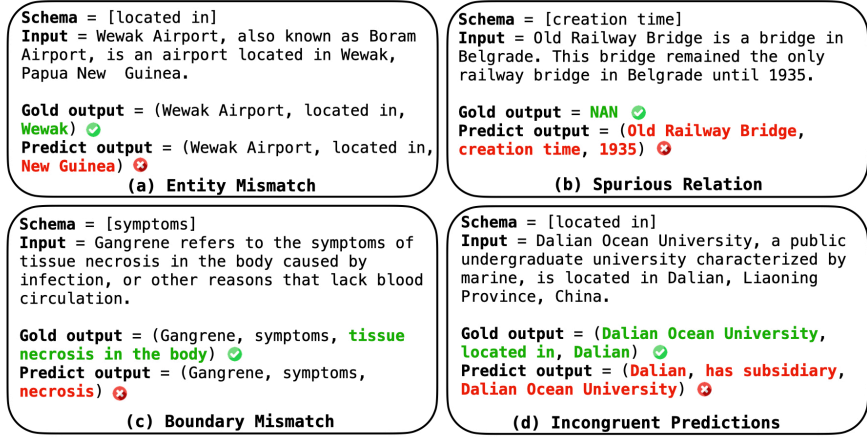 Schema = [located in]
Input = Wewak Airport, also known as Boram
Airport, is an airport located in Wewak,
Papua New Guinea.
Gold output = (Wewak Airport, located in,
Wewak)
Predict output = (Wewak Airport, located in,
New Guinea)
(a) Entity Mismatch
Schema = [creation time]
Input = Old Railway Bridge is a bridge in
Belgrade. This bridge remained the only
railway bridge in Belgrade until 1935.
Gold output = NAN
Predict output = (Old Railway Bridge,
creation time, 1935)
(b) Spurious Relation
Schema = [symptoms]
Input = Gangrene refers to the symptoms of
tissue necrosis in the body caused by
infection, or other reasons that lack blood
circulation.
Gold output = (Gangrene, symptoms, tissue
necrosis in the body)
Predict output = (Gangrene, symptoms,
necrosis)
(c) Boundary Mismatch
Schema = [located in]
Input = Dalian Ocean University, a public
undergraduate university characterized by
marine, is located in Dalian, Liaoning
Province, China.
Gold output = (Dalian Ocean University,
located in, Dalian)
Predict output = (Dalian, has subsidiary,
Dalian Ocean University)
(d) Incongruent Predictions